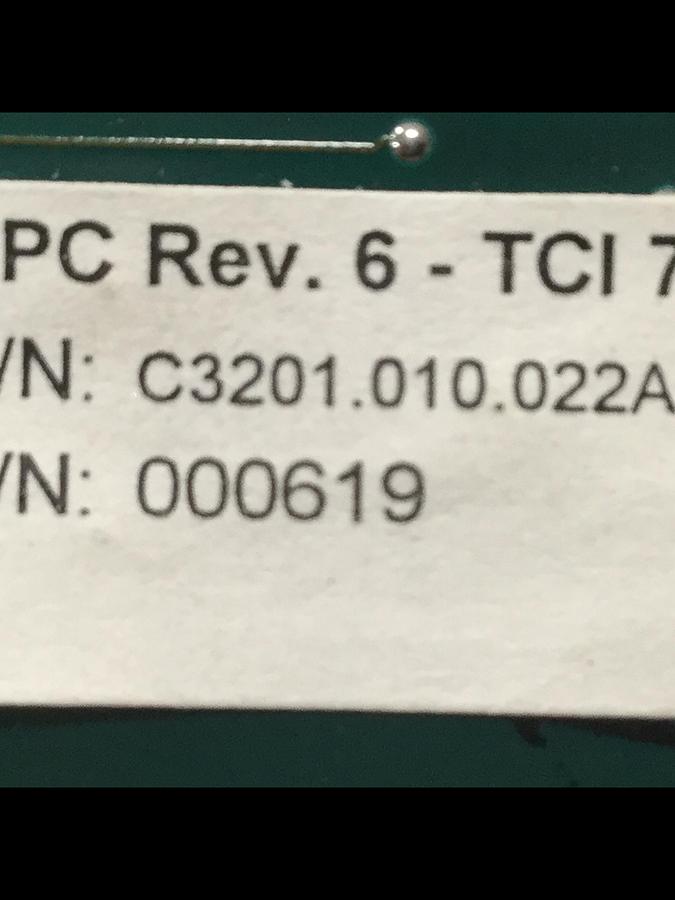 PC Rev. 6 - TCI 7
/N: C3201.010.022A
/N: 000619